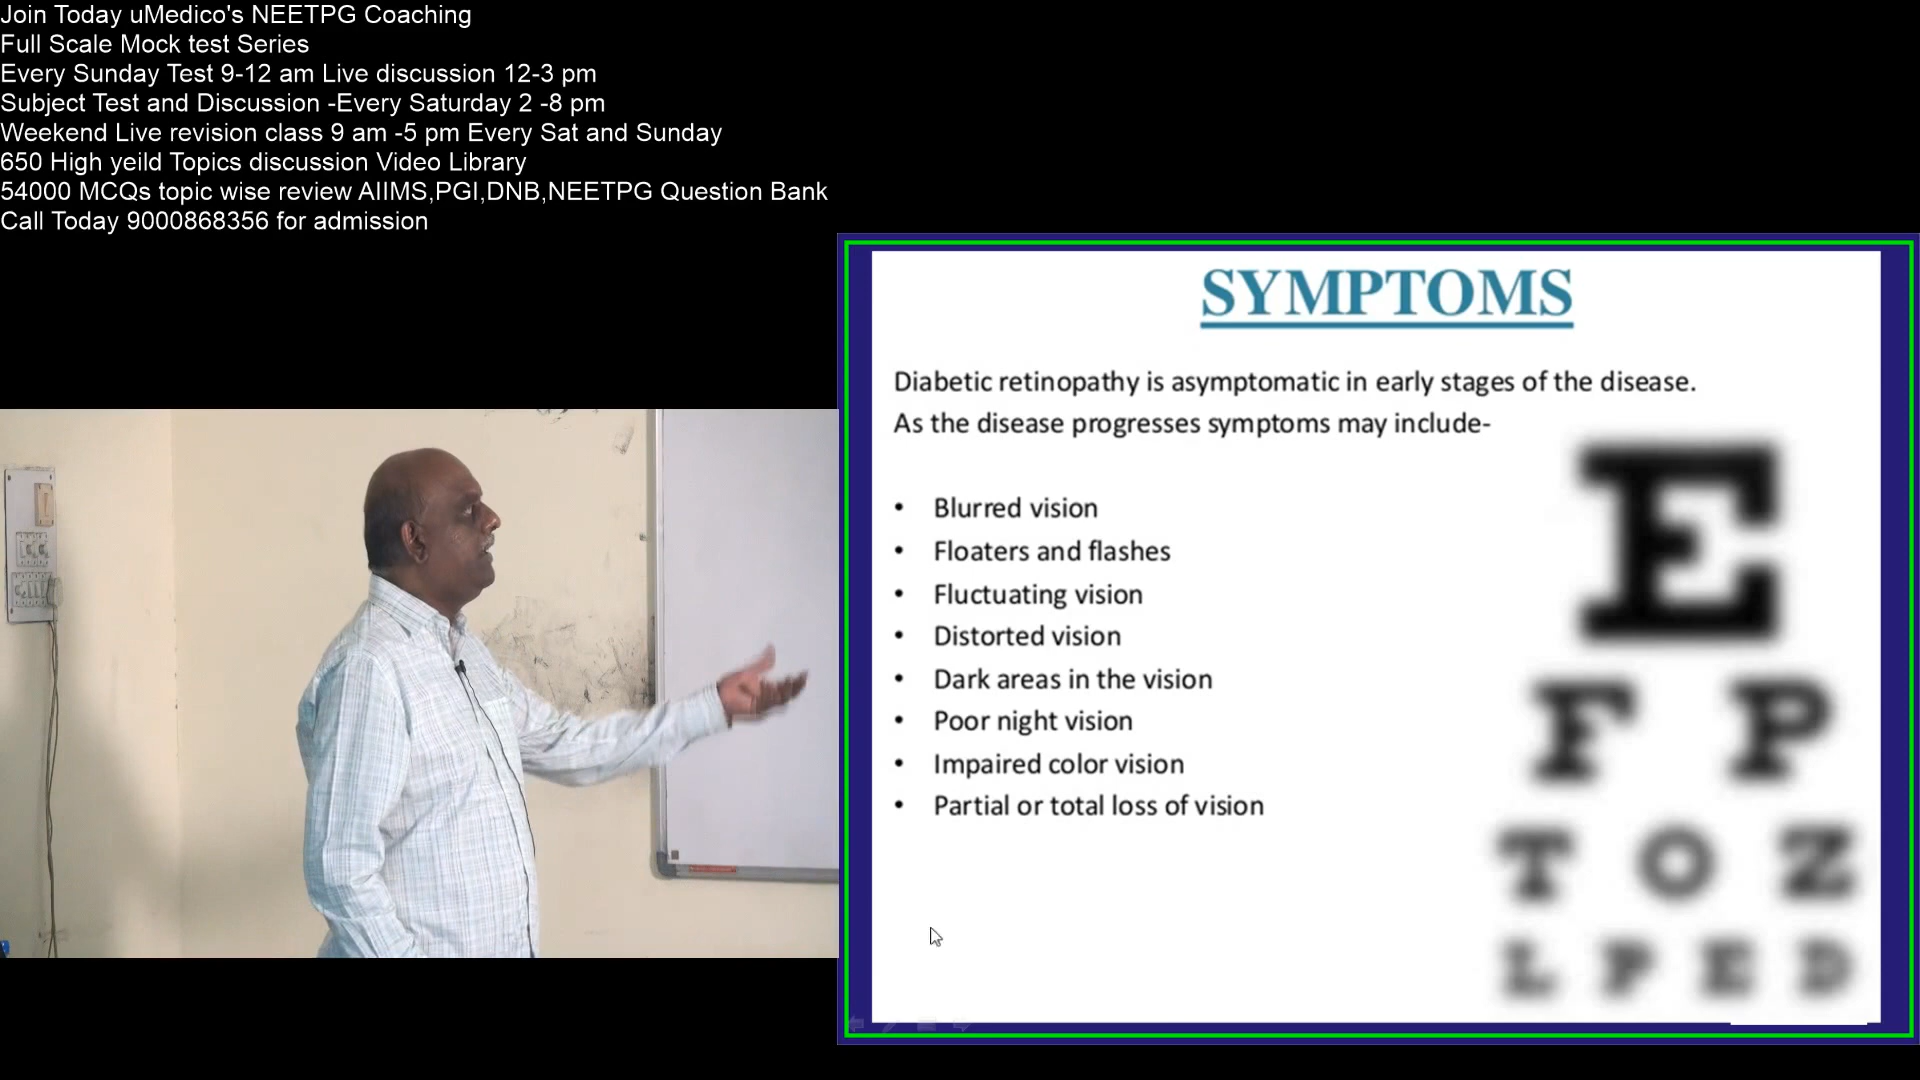 Join Today uMedico's NEETPG Coaching
Full Scale Mock test Series
Every Sunday Test 9-12 am Live discussion 12-3 pm
Subject Test and Discussion -Every Saturday 2 -8 pm
Weekend Live revision class 9 am -5 pm Every Sat and Sunday
650 High yeild Topics discussion Video Library
54000 MCQs topic wise review AIIMS,PGI,DNB,NEETPG Question Bank
Call Today 9000868356 for admission
SYMPTOMS
Diabetic retinopathy is asymptomatic in early stages of the disease.
As the disease progresses symptoms may include-
• Blurred vision
• Floaters and flashes
• Fluctuating vision
• Distorted vision
• Dark areas in the vision
• Poor night vision
• Impaired color vision
• Partial or total loss of vision
E
F P
T O Z
L P E D